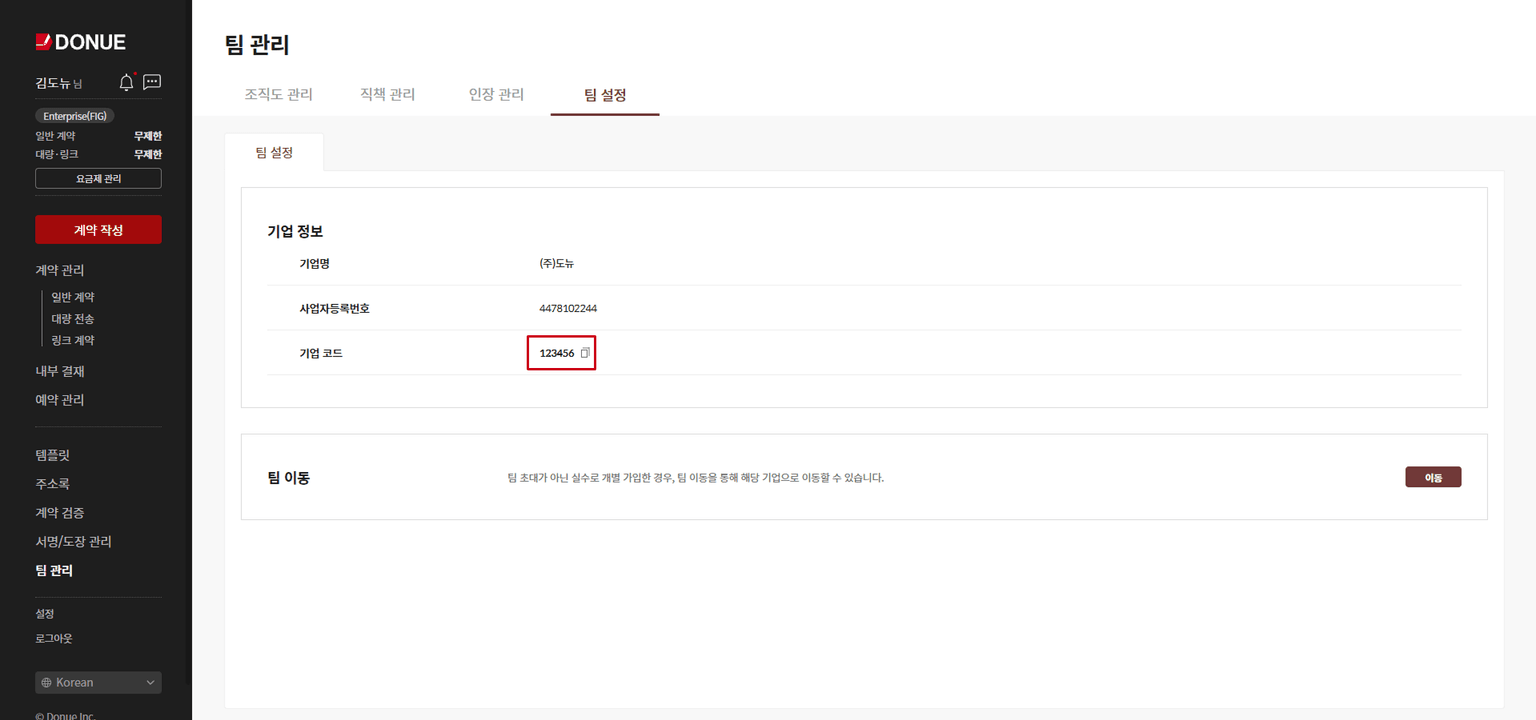 DONUE
김도뉴 님
Enterprise(FIG)
일반 계약 무제한
대량·링크 무제한
요금제 관리
계약 작성
계약 관리
일반 계약
대량 전송
링크 계약
내부 결재
예약 관리
템플릿
주소록
계약 검증
서명/도장 관리
팀 관리
설정
로그아웃
Korean
© Donue Inc.
팀 관리
조직도 관리 직책 관리 인장 관리 팀 설정
팀 설정
기업 정보
기업명 (주)도뉴
사업자등록번호 4478102244
기업 코드 123456
팀 이동 팀 초대가 아닌 실수로 개별 가입한 경우, 팀 이동을 통해 해당 기업으로 이동할 수 있습니다. 이동